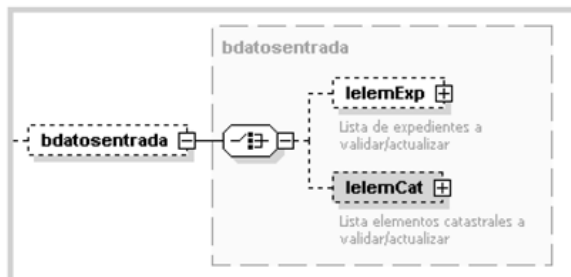 bdatosentrada
lelemExp
Lista de expedientes a
validar/actualizar
bdatosentrada
lelemCat
Lista elementos catastrales a
validar/actualizar